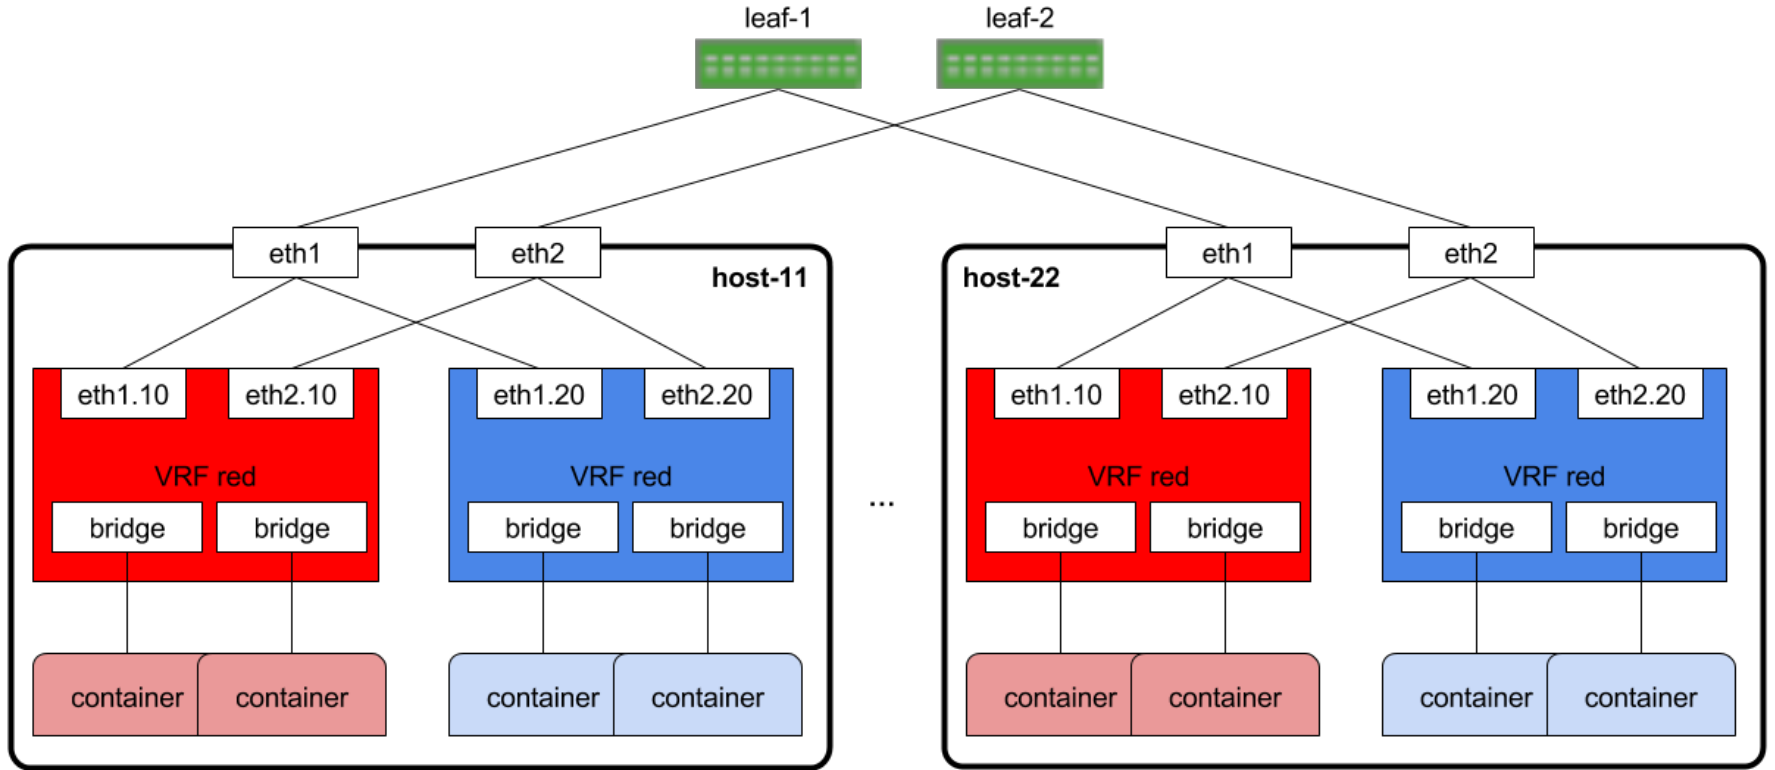 leaf-1
leaf-2
eth1
eth2
host-11
eth1.10
eth2.10
eth1.20
eth2.20
VRF red
VRF red
bridge
bridge
bridge
bridge
container
container
container
container
...
eth1
eth2
host-22
eth1.10
eth2.10
eth1.20
eth2.20
VRF red
VRF red
bridge
bridge
bridge
bridge
container
container
container
container